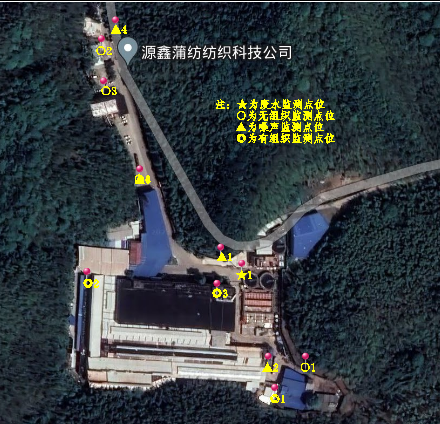 ▲4
○2
源鑫蒲纺纺织科技公司
○3
注：★为废水监测点位
○为无组织监测点位
▲为噪声监测点位
◎为有组织监测点位
▲1
★1
◎3
▲2
○1
◎1